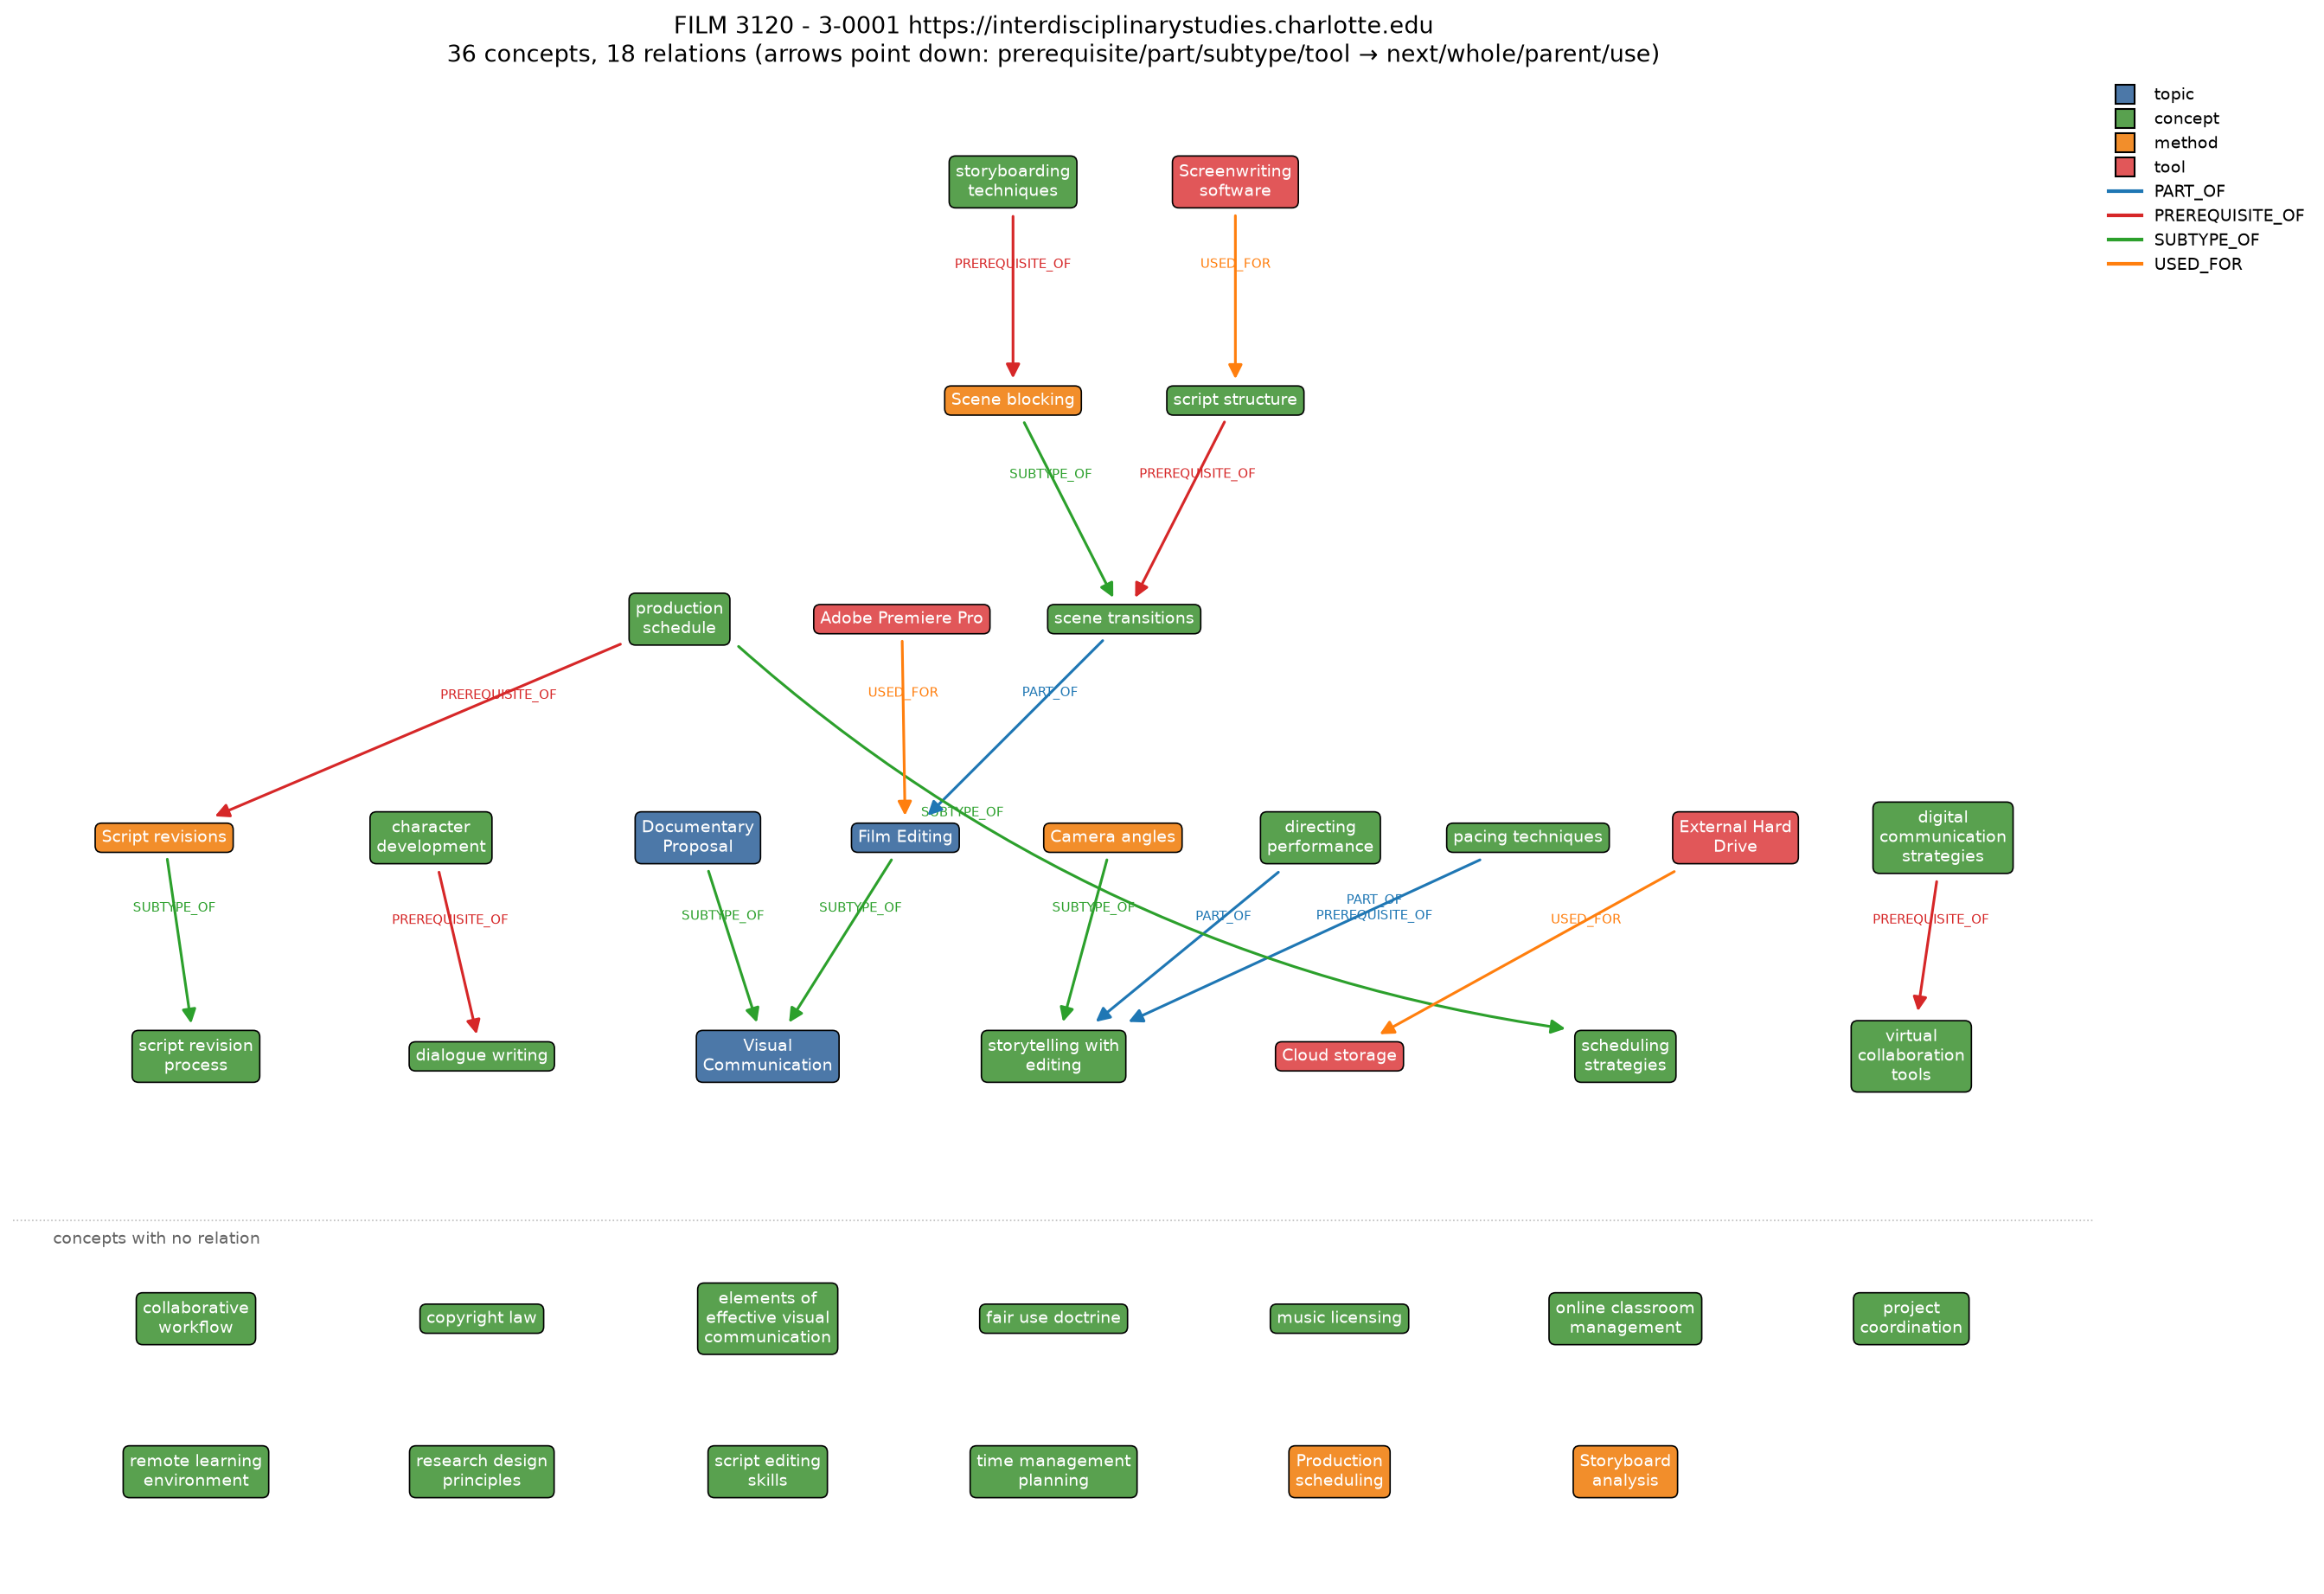 FILM 3120 - 3-0001 https://interdisciplinarystudies.charlotte.edu
36 concepts, 18 relations (arrows point down: prerequisite/part/subtype/tool → next/whole/parent/use)
topic
concept
method
tool
PART_OF
PREREQUISITE_OF
SUBTYPE_OF
USED_FOR
storyboarding
techniques
Screenwriting
software
PREREQUISITE_OF
USED_FOR
Scene blocking
script structure
SUBTYPE_OF
PREREQUISITE_OF
production
schedule
Adobe Premiere Pro
scene transitions
PREREQUISITE_OF
USED_FOR
PART_OF
SUBTYPE_OF
Script revisions
character
development
Documentary
Proposal
Film Editing
Camera angles
directing
performance
pacing techniques
External Hard
Drive
digital
communication
strategies
SUBTYPE_OF
PREREQUISITE_OF
SUBTYPE_OF
SUBTYPE_OF
SUBTYPE_OF
PART_OF
PART_OF
PREREQUISITE_OF
USED_FOR
PREREQUISITE_OF
script revision
process
dialogue writing
Visual
Communication
storytelling with
editing
Cloud storage
scheduling
strategies
virtual
collaboration
tools
concepts with no relation
collaborative
workflow
copyright law
elements of
effective visual
communication
fair use doctrine
music licensing
online classroom
management
project
coordination
remote learning
environment
research design
principles
script editing
skills
time management
planning
Production
scheduling
Storyboard
analysis